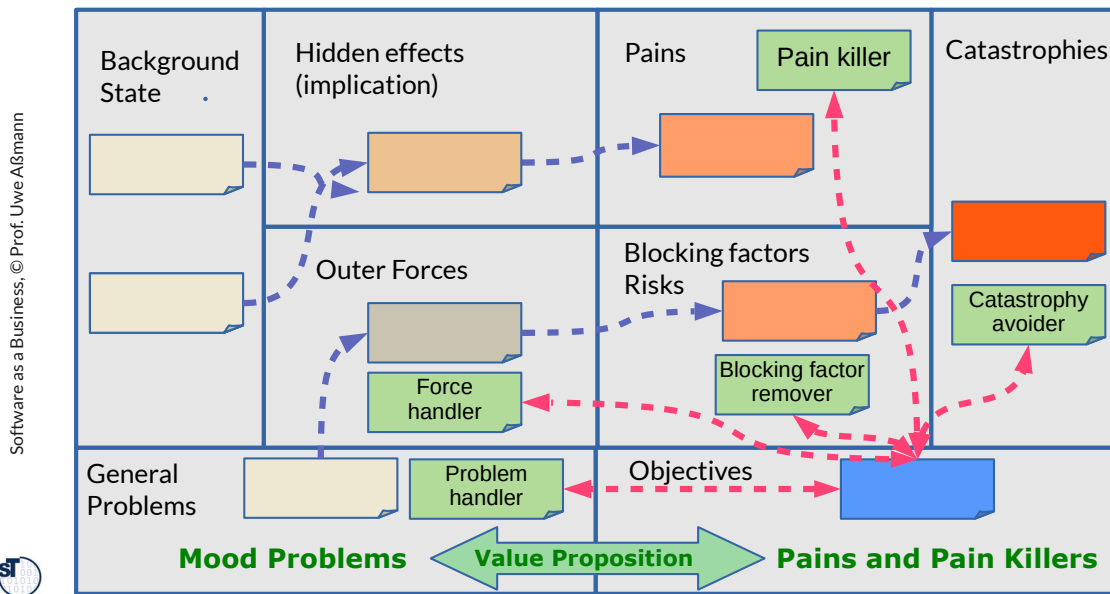 Software as a Business, © Prof. Uwe Aßmann
Background
State
Hidden effects
(implication)
Pains
Pain killer
Catastrophies
Outer Forces
Force
handler
Blocking factors
Risks
Blocking factor
remover
Catastrophy
avoider
General
Problems
Problem
handler
Objectives
Mood Problems
Value Proposition
Pains and Pain Killers